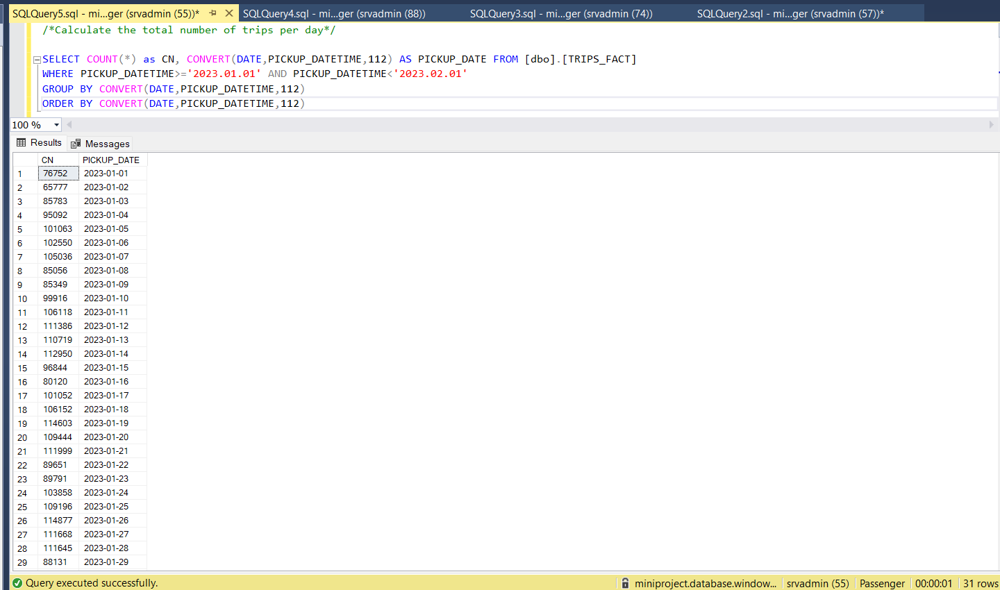 SQLQuery5.sql - mi...ger (srvadmin (55))* SQLQuery4.sql - mi...ger (srvadmin (88)) SQLQuery3.sql - mi...ger (srvadmin (74)) SQLQuery2.sql - mi...ger (srvadmin (57))*
/*Calculate the total number of trips per day*/
SELECT COUNT(*) as CN, CONVERT(DATE,PICKUP_DATETIME,112) AS PICKUP_DATE FROM [dbo].[TRIPS_FACT]
WHERE PICKUP_DATETIME>='2023.01.01' AND PICKUP_DATETIME<'2023.02.01'
GROUP BY CONVERT(DATE,PICKUP_DATETIME,112)
ORDER BY CONVERT(DATE,PICKUP_DATETIME,112)
100 %
Results Messages
CN PICKUP_DATE
1 76752 2023-01-01
2 65777 2023-01-02
3 85783 2023-01-03
4 95092 2023-01-04
5 101063 2023-01-05
6 102550 2023-01-06
7 105036 2023-01-07
8 85056 2023-01-08
9 85349 2023-01-09
10 99916 2023-01-10
11 106118 2023-01-11
12 111386 2023-01-12
13 110719 2023-01-13
14 112950 2023-01-14
15 96844 2023-01-15
16 80120 2023-01-16
17 101052 2023-01-17
18 106152 2023-01-18
19 114603 2023-01-19
20 109444 2023-01-20
21 111999 2023-01-21
22 89651 2023-01-22
23 89791 2023-01-23
24 103858 2023-01-24
25 109196 2023-01-25
26 114877 2023-01-26
27 111668 2023-01-27
28 111645 2023-01-28
29 88131 2023-01-29
Query executed successfully. miniproject.database.window... srvadmin (55) Passenger 00:00:01 31 rows